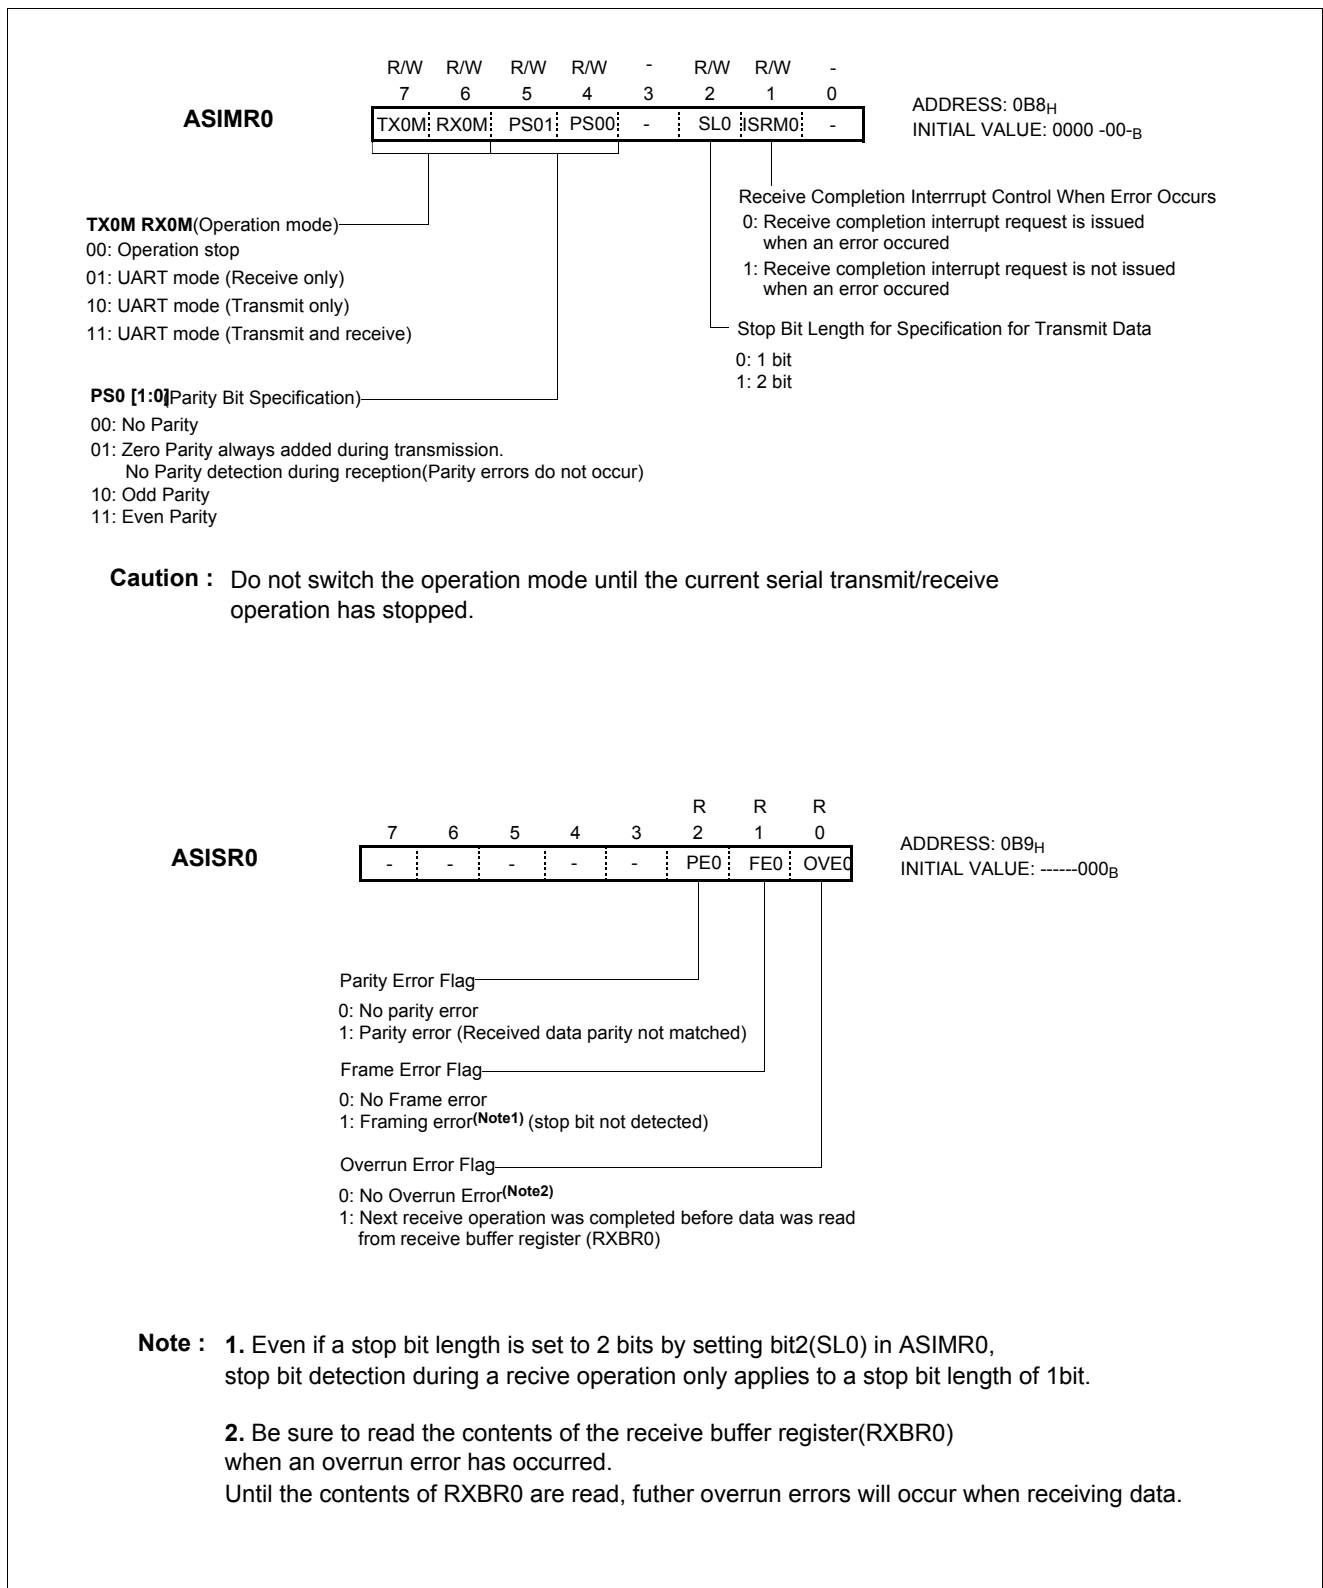 R/W R/W R/W R/W - R/W R/W -
7 6 5 4 3 2 1 0
ASIMR0
TX0M RX0M PS01 PS00 - SL0 ISRM0 -
ADDRESS: 0B8H
INITIAL VALUE: 0000 -00-B
Receive Completion Interrrupt Control When Error Occurs
0: Receive completion interrupt request is issued
when an error occured
1: Receive completion interrupt request is not issued
when an error occured
Stop Bit Length for Specification for Transmit Data
0: 1 bit
1: 2 bit
TX0M RX0M(Operation mode)
00: Operation stop
01: UART mode (Receive only)
10: UART mode (Transmit only)
11: UART mode (Transmit and receive)
PS0 [1:0](Parity Bit Specification)
00: No Parity
01: Zero Parity always added during transmission.
No Parity detection during reception(Parity errors do not occur)
10: Odd Parity
11: Even Parity
Caution : Do not switch the operation mode until the current serial transmit/receive
operation has stopped.
R R R
7 6 5 4 3 2 1 0
ASISR0
- - - - - PE0 FE0 OVE0
ADDRESS: 0B9H
INITIAL VALUE: ------000B
Parity Error Flag
0: No parity error
1: Parity error (Received data parity not matched)
Frame Error Flag
0: No Frame error
1: Framing error(Note1) (stop bit not detected)
Overrun Error Flag
0: No Overrun Error(Note2)
1: Next receive operation was completed before data was read
from receive buffer register (RXBR0)
Note : 1. Even if a stop bit length is set to 2 bits by setting bit2(SL0) in ASIMR0,
stop bit detection during a recive operation only applies to a stop bit length of 1bit.
2. Be sure to read the contents of the receive buffer register(RXBR0)
when an overrun error has occurred.
Until the contents of RXBR0 are read, futher overrun errors will occur when receiving data.